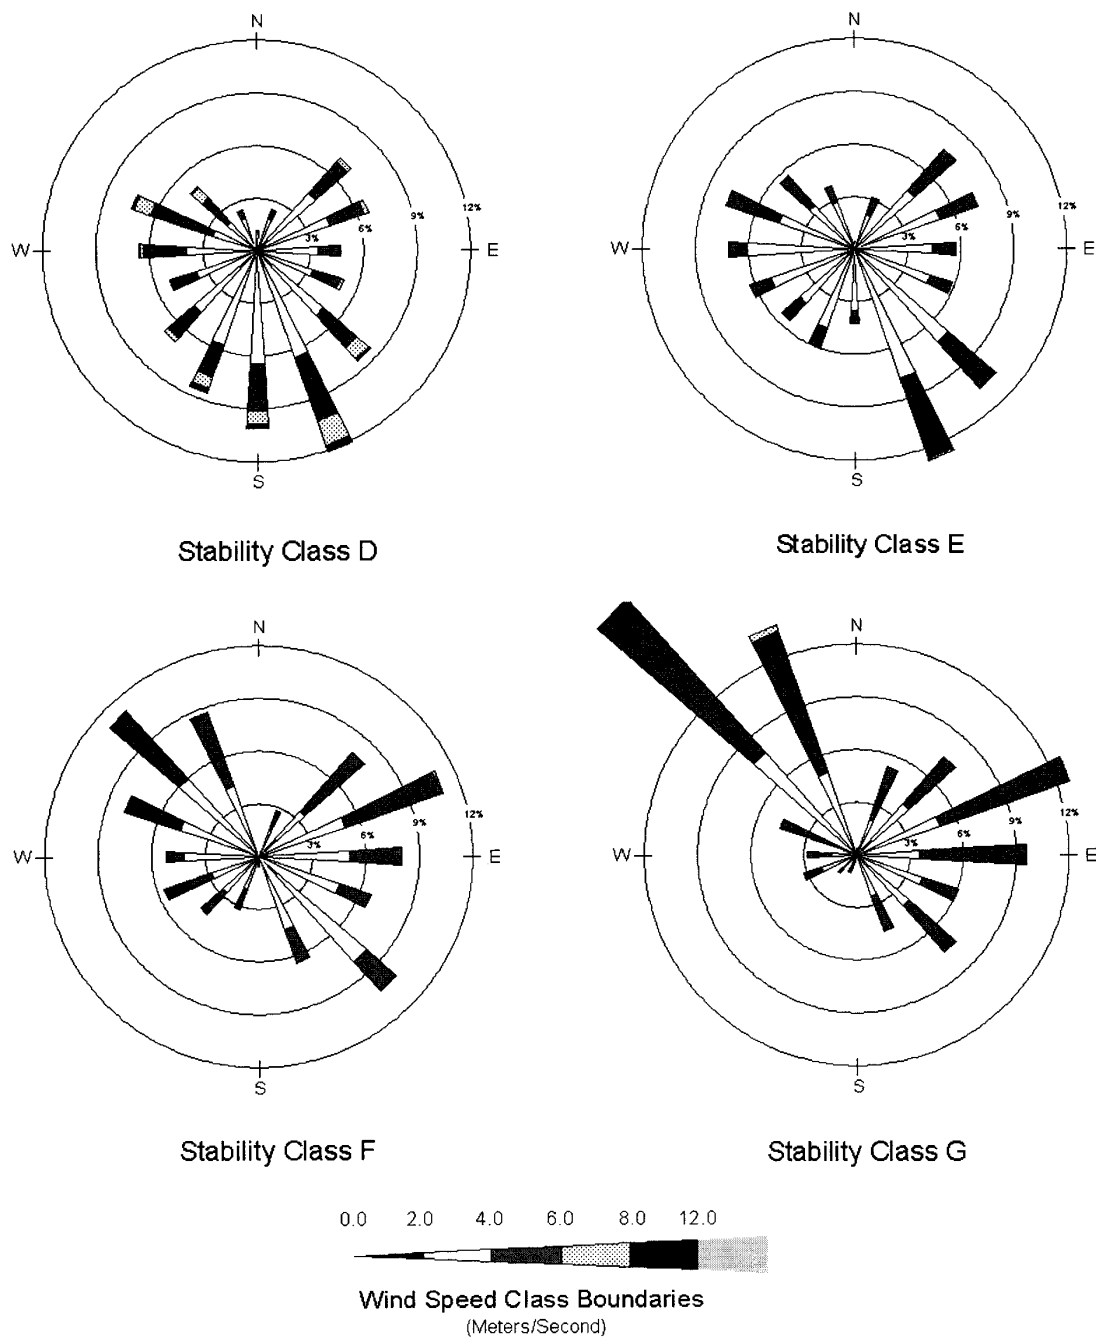 N
N
W
3%
6%
9%
12%
E
W
3%
6%
9%
12%
E
S
S
Stability Class D
Stability Class E
N
N
W
3%
6%
9%
12%
E
W
3%
6%
9%
12%
E
S
S
Stability Class F
Stability Class G
0.0 2.0 4.0 6.0 8.0 12.0
Wind Speed Class Boundaries
(Meters/Second)